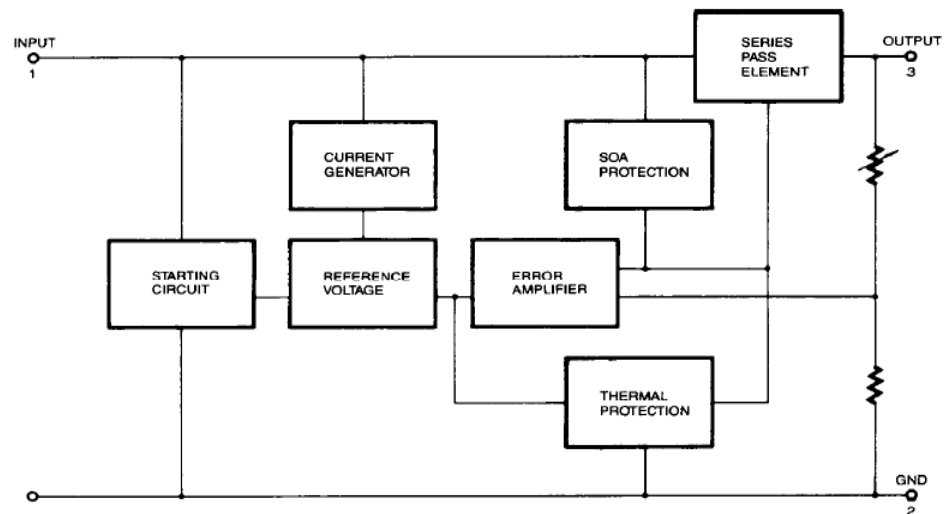 SERIES
PASS
ELEMENT
INPUT
1
OUTPUT
3
CURRENT
GENERATOR
SOA
PROTECTION
STARTING
CIRCUIT
REFERENCE
VOLTAGE
ERROR
AMPLIFIER
THERMAL
PROTECTION
GND
2